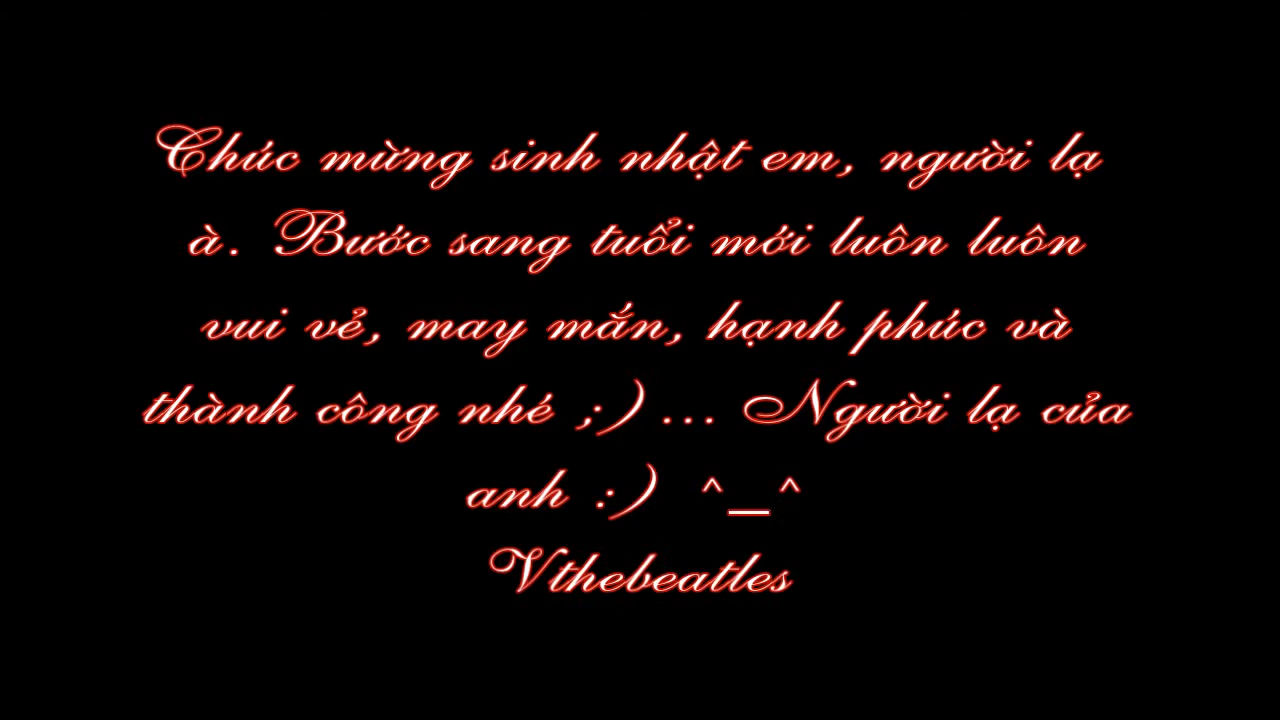 Chúc mừng sinh nhật em, người lạ
à. Bước sang tuổi mới luôn luôn
vui vẻ, may mắn, hạnh phúc và
thành công nhé ;) ... Người lạ của
anh :) ^_^
Vthebeatles